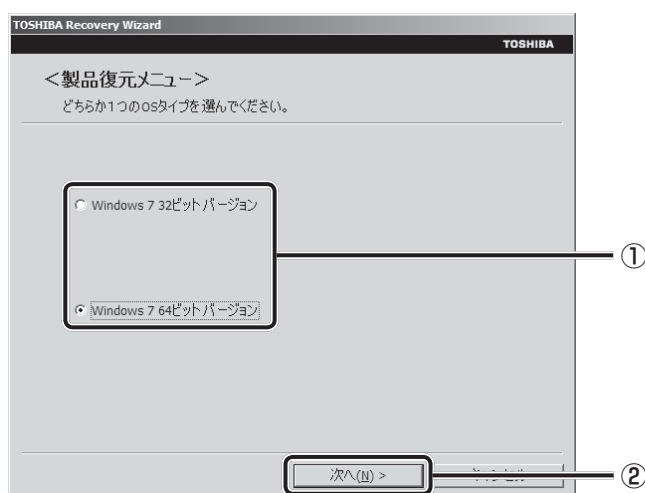 TOSHIBA Recovery Wizard
TOSHIBA
<製品復元メニュー>
どちらか1つのOSタイプを選んでください。
Windows 7 32ビットバージョン
①
Windows 7 64ビットバージョン
次へ(N) >
②